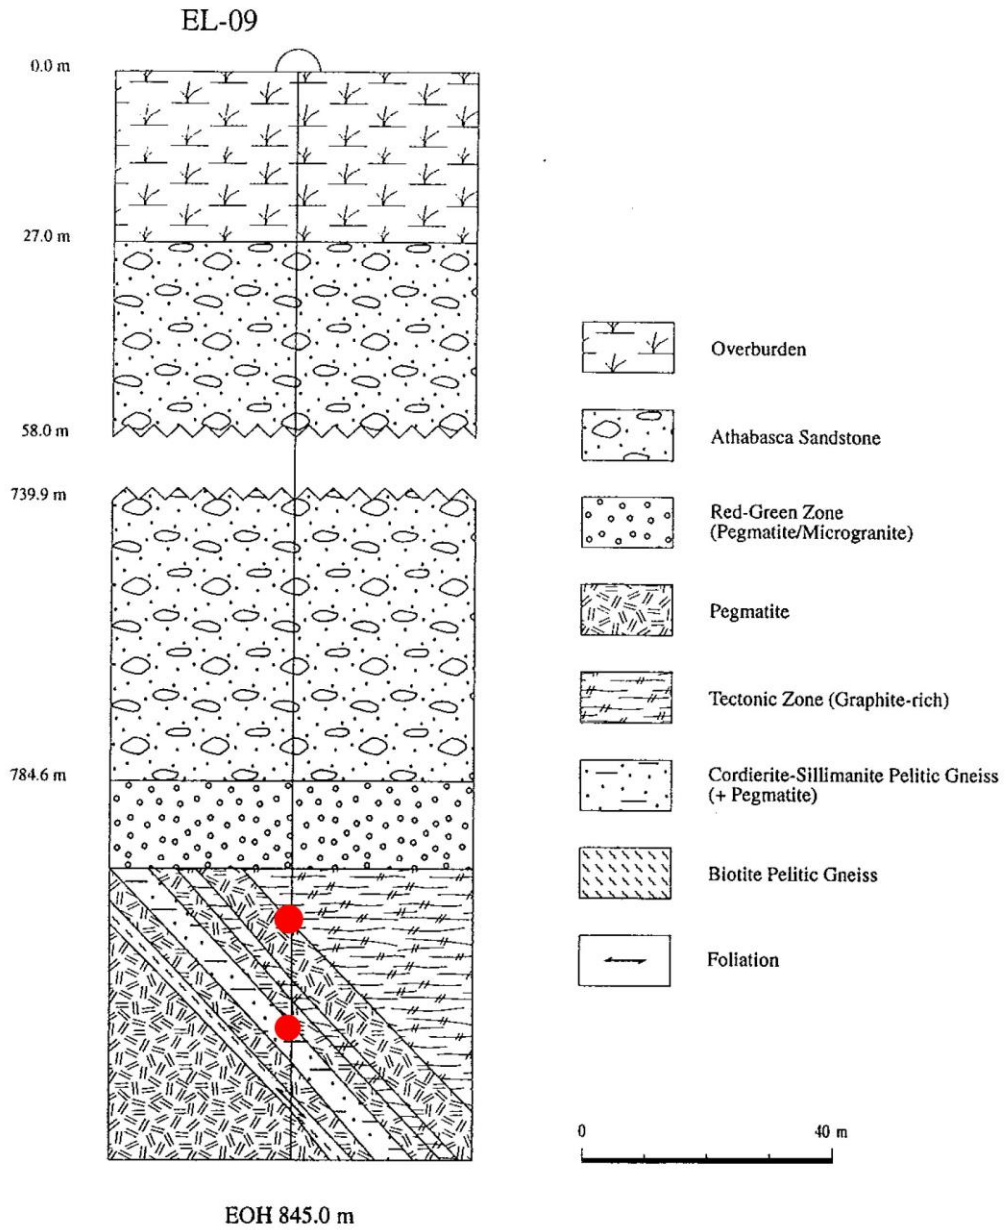 EL-09
0.0 m
27.0 m
58.0 m
739.9 m
784.6 m
Overburden
Athabasca Sandstone
Red-Green Zone
(Pegmatite/Microgranite)
Pegmatite
Tectonic Zone (Graphite-rich)
Cordierite-Sillimanite Pelitic Gneiss
(+ Pegmatite)
Biotite Pelitic Gneiss
Foliation
0
40 m
EOH 845.0 m